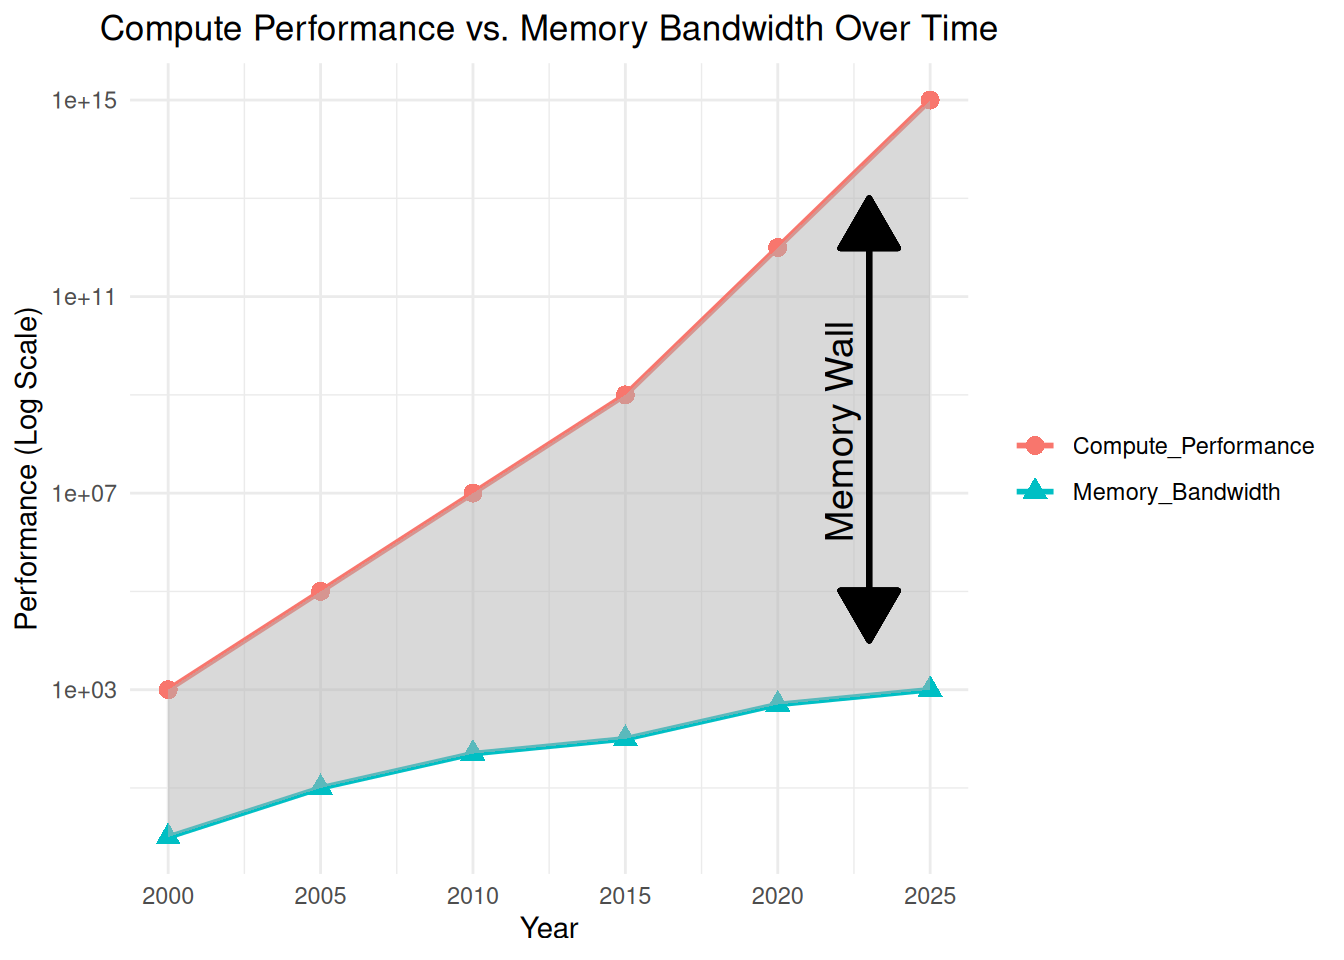 Compute Performance vs. Memory Bandwidth Over Time
Performance (Log Scale)
1e+15
1e+11
1e+07
1e+03
Memory Wall
2000
2005
2010
2015
2020
2025
Year
Compute_Performance
Memory_Bandwidth